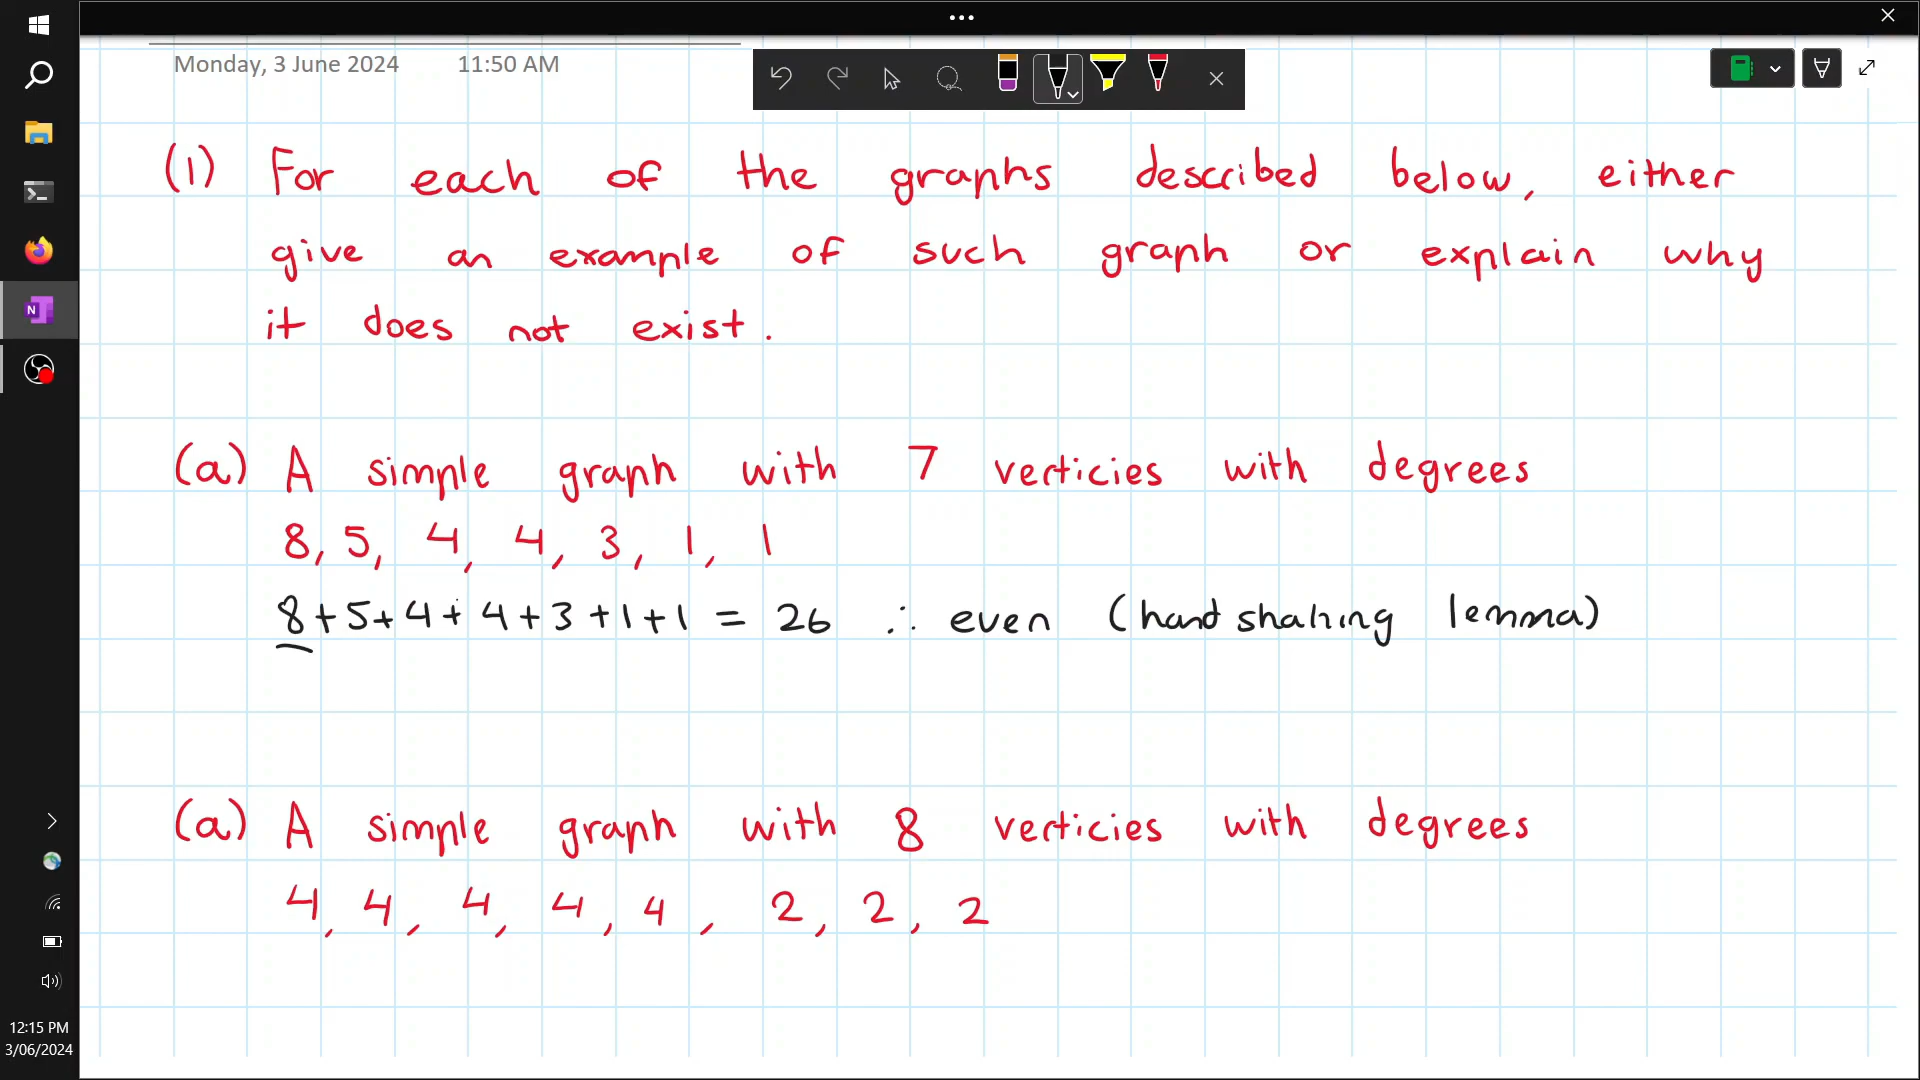 Monday, 3 June 2024 11:50 AM
(1) For each of the graphs described below, either
give an example of such graph or explain why
it does not exist.
(a) A simple graph with 7 verticies with degrees
8, 5, 4, 4, 3, 1, 1
8+5+4+4+3+1+1 = 26 ∴ even (handshaking lemma)
(a) A simple graph with 8 verticies with degrees
4, 4, 4, 4, 4, 2, 2, 2
12:15 PM
3/06/2024